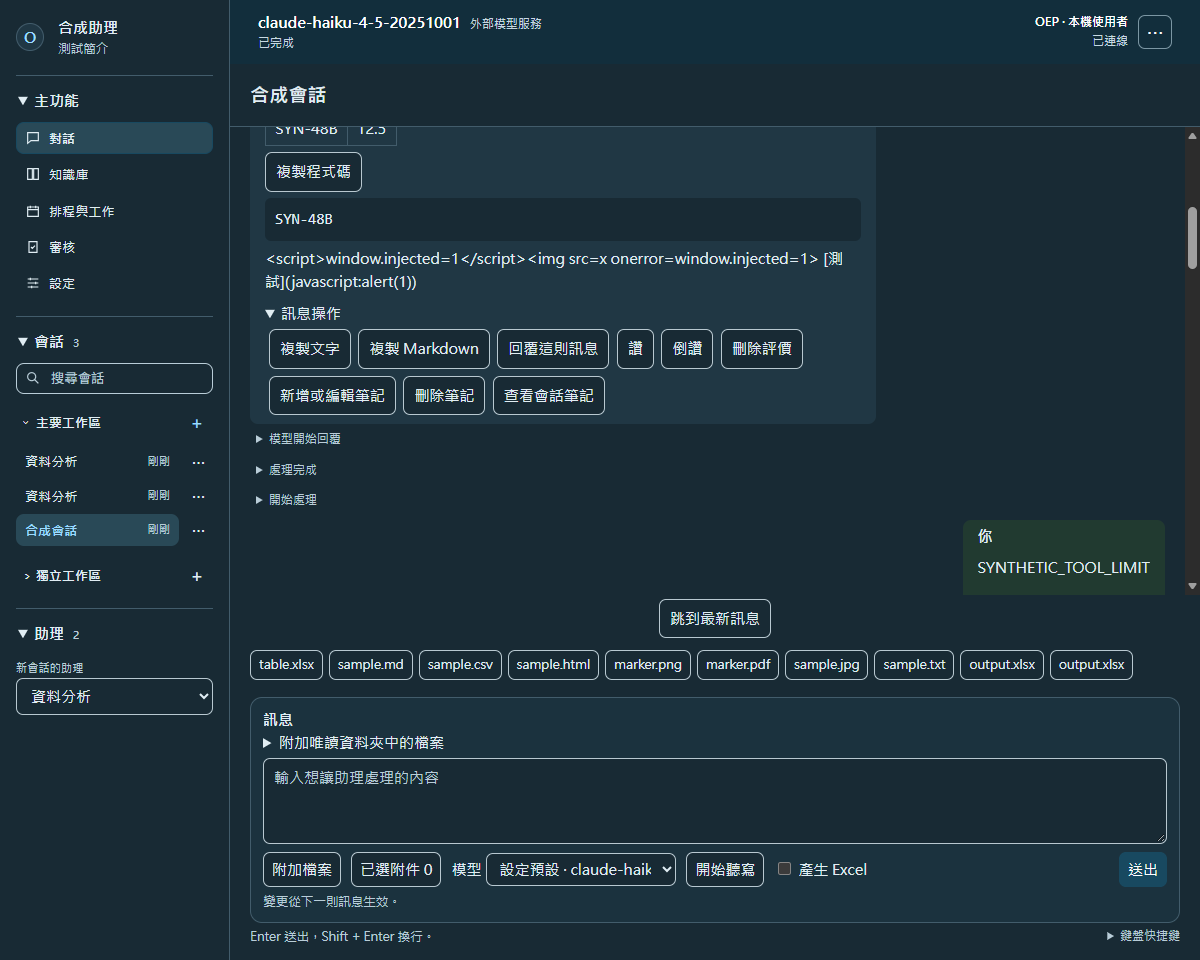 O
合成助理
測試簡介
▼ 主功能
對話
知識庫
排程與工作
審核
設定
▼ 會話 3
搜尋會話
主要工作區 +
資料分析 剛剛 ...
資料分析 剛剛 ...
合成會話 剛剛 ...
獨立工作區 +
▼ 助理 2
新會話的助理
資料分析
claude-haiku-4-5-20251001 外部模型服務
已完成
OEP · 本機使用者
已連線
...
合成會話
SYN-48B 12.5
複製程式碼
SYN-48B
<script>window.injected=1</script><img src=x onerror=window.injected=1> [測
試](javascript:alert(1))
▼ 訊息操作
複製文字 複製 Markdown 回覆這則訊息 讚 倒讚 刪除評價
新增或編輯筆記 刪除筆記 查看會話筆記
▶ 模型開始回覆
▶ 處理完成
▶ 開始處理
你
SYNTHETIC_TOOL_LIMIT
跳到最新訊息
table.xlsx sample.md sample.csv sample.html marker.png marker.pdf sample.jpg sample.txt output.xlsx output.xlsx
訊息
▶ 附加唯讀資料夾中的檔案
輸入想讓助理處理的內容
附加檔案 已選附件 0 模型 設定預設 · claude-haik 開始聽寫 產生 Excel 送出
變更從下一則訊息生效。
Enter 送出，Shift + Enter 換行。
▶ 鍵盤快捷鍵